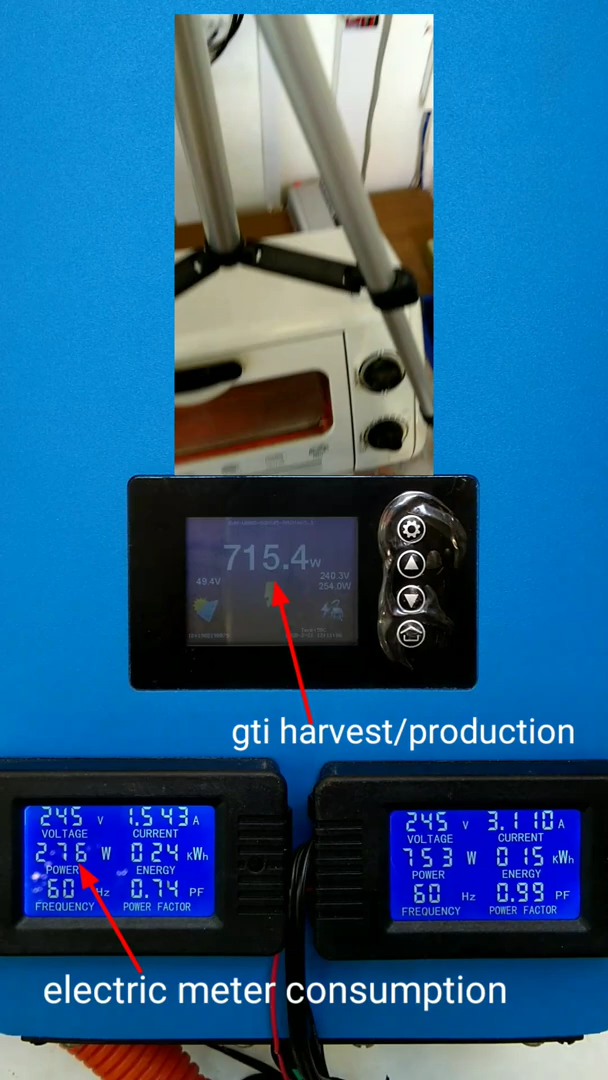 715.4W
49.4V
240.3V
254.0W
gti harvest/production
245 V 1.543A
VOLTAGE CURRENT
276 W 024 kWh
POWER ENERGY
60 Hz 0.74 PF
FREQUENCY POWER FACTOR
245 V 3.110A
VOLTAGE CURRENT
753 W 015 kWh
POWER ENERGY
60 Hz 0.99 PF
FREQUENCY POWER FACTOR
electric meter consumption